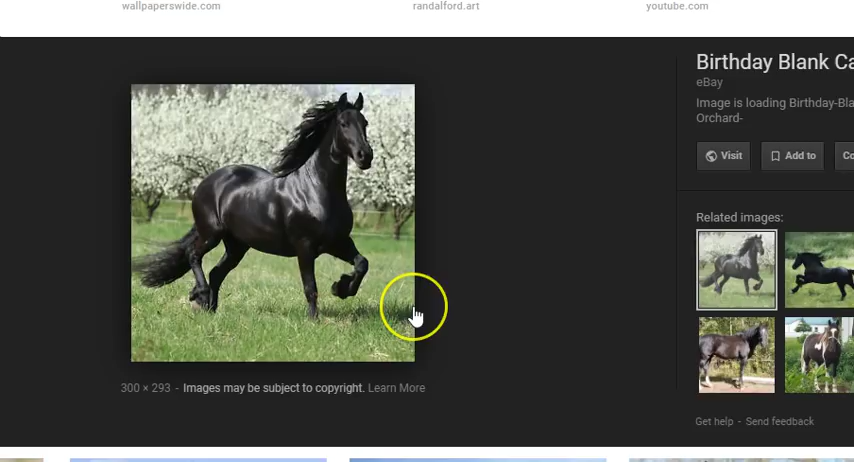 wallpaperswide.com
randalford.art
youtube.com
Birthday Blank Ca
eBay
Image is loading Birthday-Bla
Orchard-
Visit
Add to
Co
Related images:
300 × 293 - Images may be subject to copyright. Learn More
Get help - Send feedback